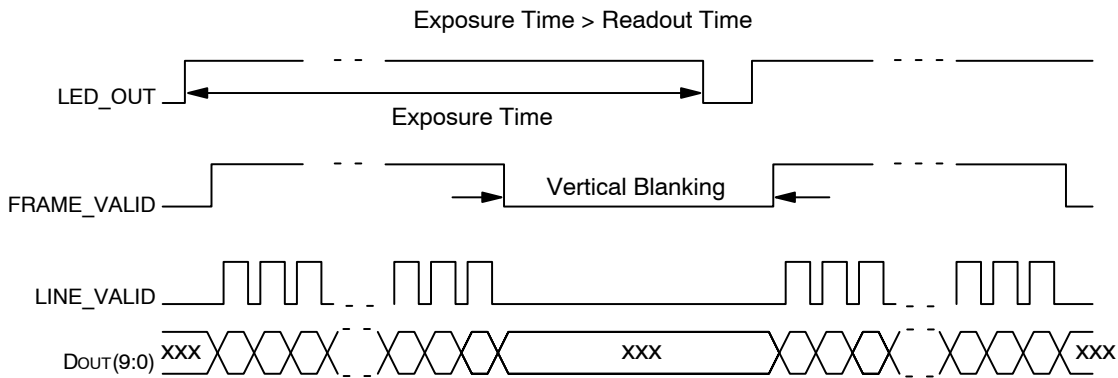 Exposure Time > Readout Time
LED_OUT
Exposure Time
FRAME_VALID
Vertical Blanking
LINE_VALID
DOUT(9:0)
XXX
XXX
XXX